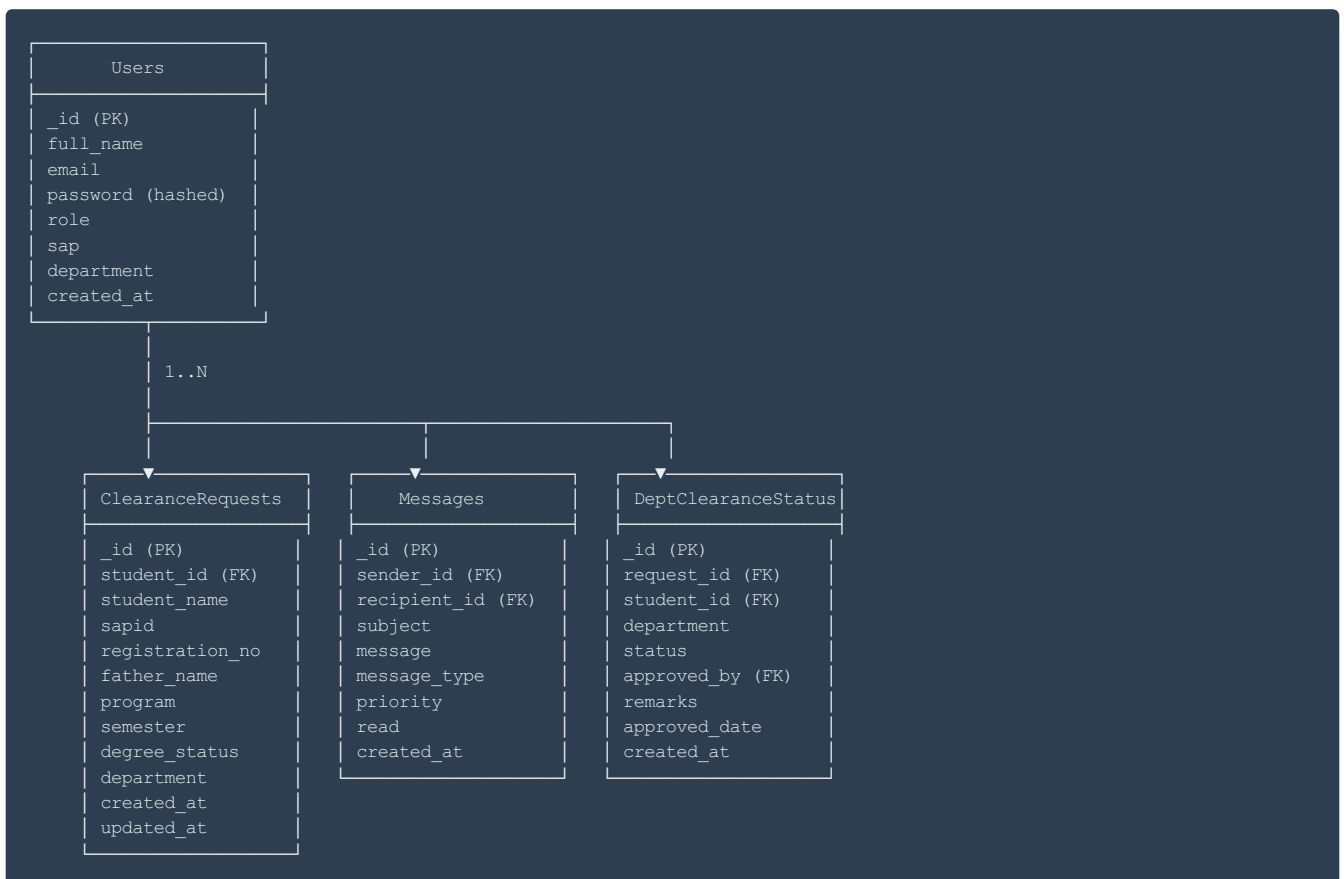 Users
_id (PK)
full_name
email
password (hashed)
role
sap
department
created_at
1..N
ClearanceRequests
_id (PK)
student_id (FK)
student_name
sapid
registration_no
father_name
program
semester
degree_status
department
created_at
updated_at
Messages
_id (PK)
sender_id (FK)
recipient_id (FK)
subject
message
message_type
priority
read
created_at
DeptClearanceStatus
_id (PK)
request_id (FK)
student_id (FK)
department
status
approved_by (FK)
remarks
approved_date
created_at